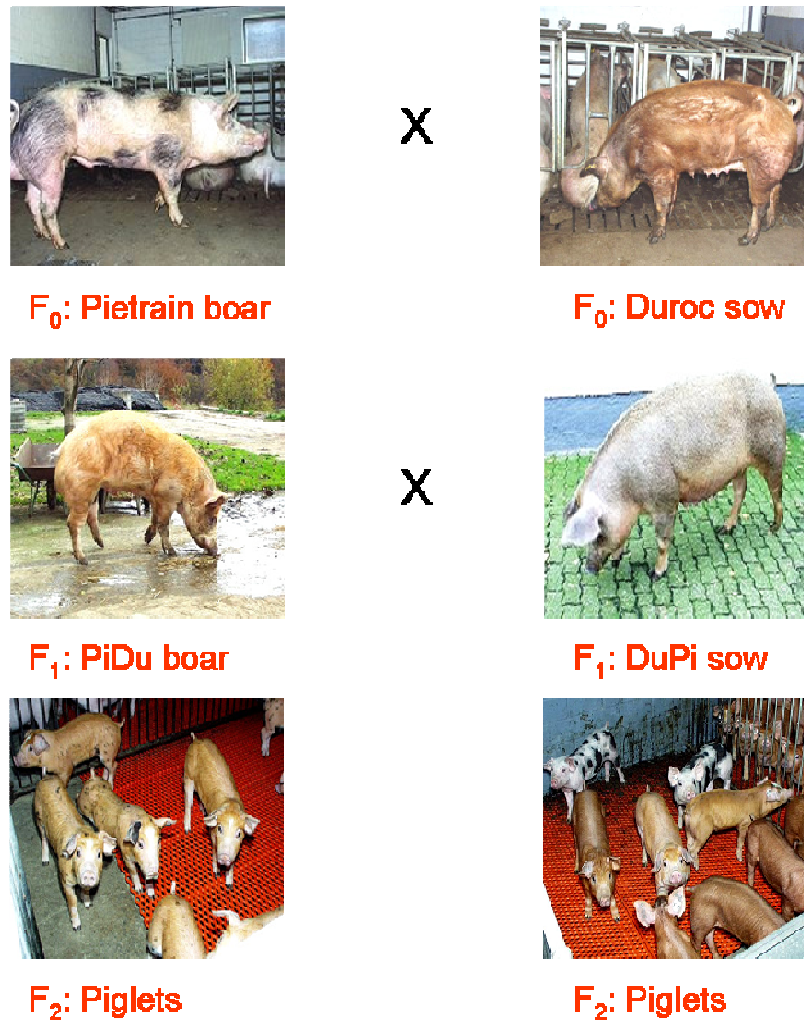 X
F₀: Pietrain boar
F₀: Duroc sow
X
F₁: PiDu boar
F₁: DuPi sow
F₂: Piglets
F₂: Piglets